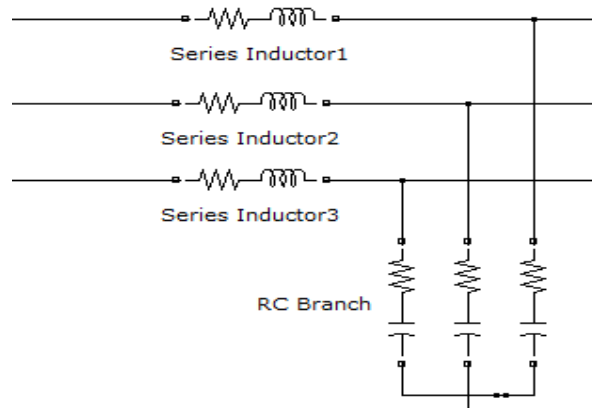 Series Inductor1
Series Inductor2
Series Inductor3
RC Branch